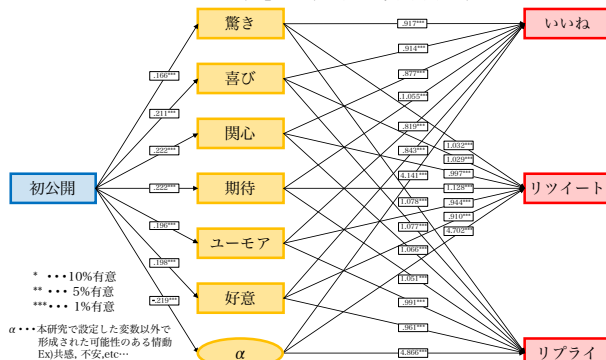 驚き
喜び
関心
期待
ユーモア
好意
α
初公開
いいね
リツイート
リプライ
.166***
.211***
.222***
.222***
.196***
.198***
-.219***
.917***
.914***
.877***
1.055***
.819***
.843***
4.141***
1.078***
1.077***
1.066***
1.051***
.991***
.961***
4.866***
1.032***
1.029***
.997***
1.128***
.944***
.910***
4.702***
* ・・・10%有意
** ・・・ 5%有意
***・・・ 1%有意
α・・・本研究で設定した変数以外で
形成された可能性のある情動
Ex)共感, 不安,etc…